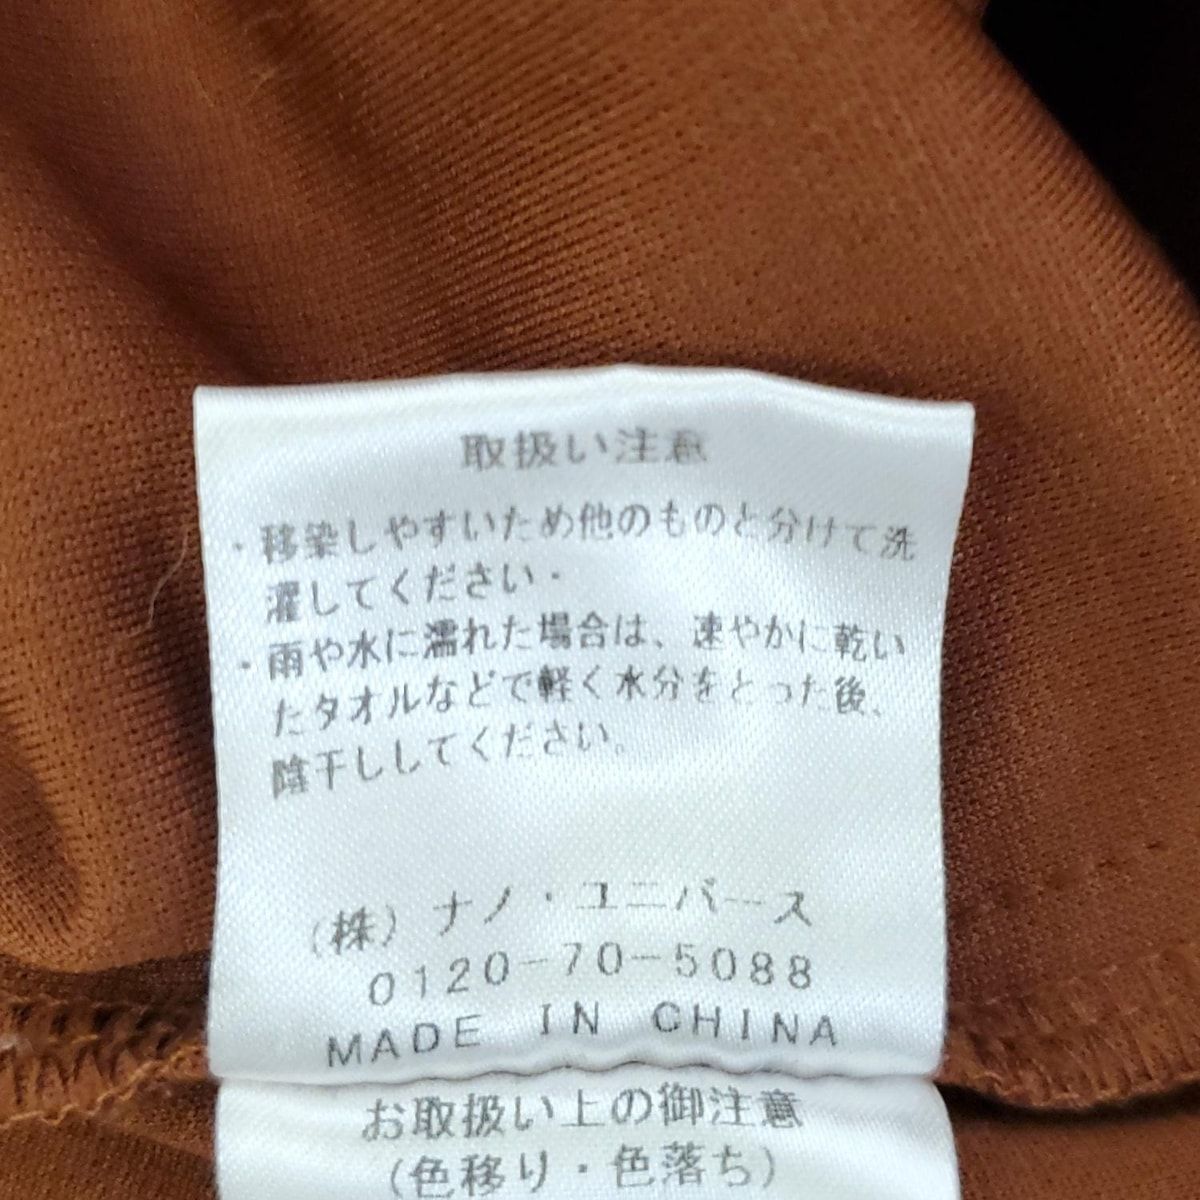 取扱い注意
・移染しやすいため他のものと分けて洗
濯してください・
・雨や水に濡れた場合は、速やかに乾い
たタオルなどで軽く水分をとった後、
陰干ししてください。
(株)ナノ・ユニバース
0120-70-5088
MADE IN CHINA
お取扱い上の御注意
(色移り・色落ち)